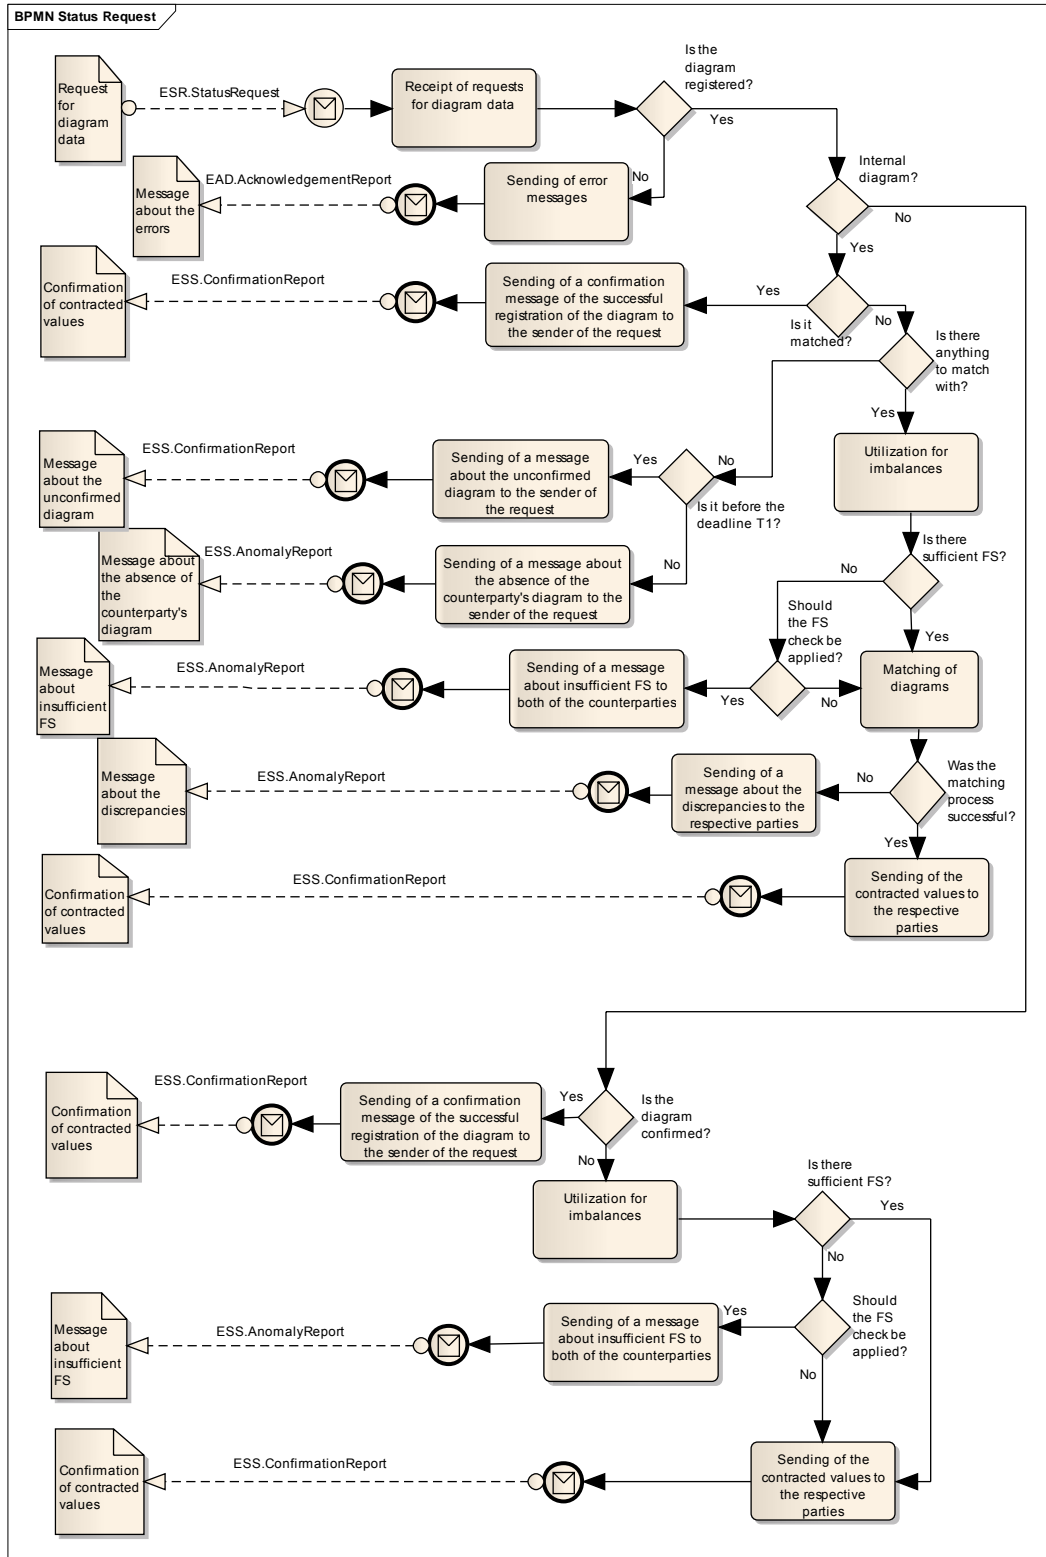 BPMN Status Request
Is the
diagram
registered?
Request
for
diagram
data
ESR.StatusRequest
Receipt of requests
for diagram data
Yes
No
Internal
diagram?
Message
about the
errors
EAD.AcknowledgementReport
Sending of error
messages
No
Yes
Confirmation
of contracted
values
ESS.ConfirmationReport
Sending of a confirmation
message of the successful
registration of the diagram to
the sender of the request
Yes
Is it
matched?
No
Is there
anything
to match
with?
Yes
Message
about the
unconfirmed
diagram
ESS.ConfirmationReport
Sending of a message
about the unconfirmed
diagram to the sender of
the request
Yes
No
Is it before the
deadline T1?
Utilization for
imbalances
Message about
the absence of
the
counterparty's
diagram
ESS.AnomalyReport
Sending of a message about
the absence of the
counterparty's diagram to the
sender of the request
No
Is there
sufficient FS?
No
Yes
Should
the FS
check be
applied?
Message
about
insufficient
FS
ESS.AnomalyReport
Sending of a message
about insufficient FS to
both of the counterparties
Yes
No
Matching of
diagrams
Message
about the
discrepancies
ESS.AnomalyReport
Sending of a
message about the
discrepancies to the
respective parties
No
Was the
matching
process
successful?
Yes
Confirmation
of contracted
values
ESS.ConfirmationReport
Sending of the
contracted values to
the respective
parties
Confirmation
of contracted
values
ESS.ConfirmationReport
Sending of a confirmation
message of the successful
registration of the diagram to
the sender of the request
Yes
Is the
diagram
confirmed?
No
Utilization for
imbalances
Is there
sufficient FS?
Yes
No
Message
about
insufficient
FS
ESS.AnomalyReport
Sending of a message
about insufficient FS to
both of the counterparties
Yes
Should
the FS
check be
applied?
No
Confirmation
of contracted
values
ESS.ConfirmationReport
Sending of the
contracted values to
the respective
parties